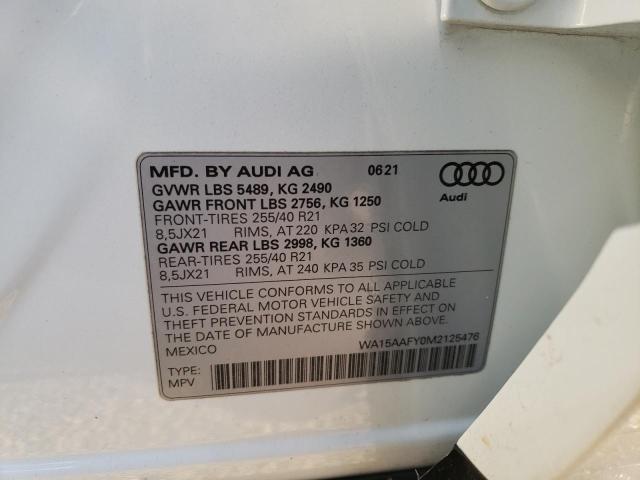 MFD. BY AUDI AG 06 21
GVWR LBS 5489, KG 2490
GAWR FRONT LBS 2756, KG 1250
FRONT-TIRES 255/40 R21
8,5JX21 RIMS, AT 220 KPA 32 PSI COLD
GAWR REAR LBS 2998, KG 1360
REAR-TIRES 255/40 R21
8,5JX21 RIMS, AT 240 KPA 35 PSI COLD
Audi
THIS VEHICLE CONFORMS TO ALL APPLICABLE
U.S. FEDERAL MOTOR VEHICLE SAFETY AND
THEFT PREVENTION STANDARDS IN EFFECT ON
THE DATE OF MANUFACTURE SHOWN ABOVE.
MEXICO WA15AAFY0M2125476
TYPE:
MPV